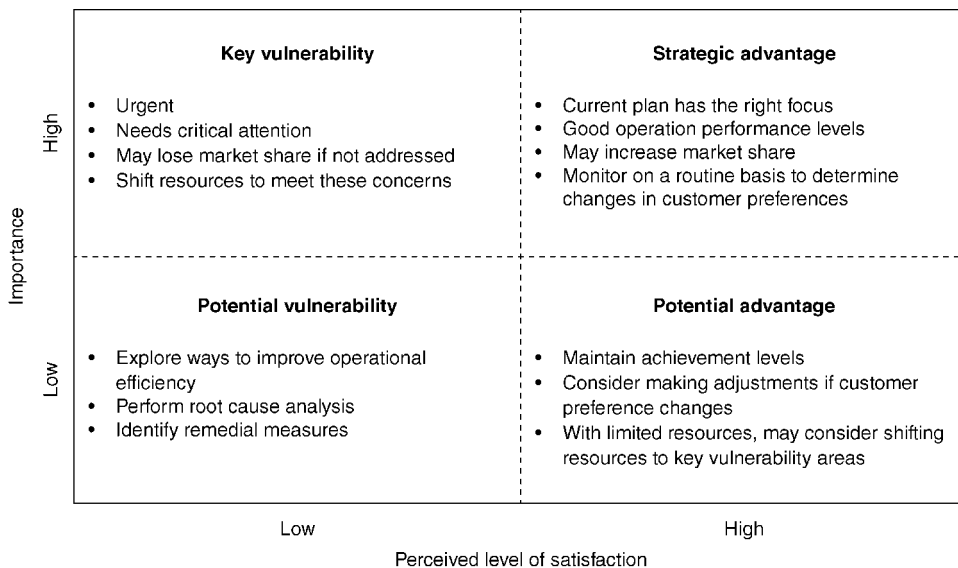 Key vulnerability
• Urgent
• Needs critical attention
• May lose market share if not addressed
• Shift resources to meet these concerns
Strategic advantage
• Current plan has the right focus
• Good operation performance levels
• May increase market share
• Monitor on a routine basis to determine
changes in customer preferences
High
Importance
Potential vulnerability
• Explore ways to improve operational
efficiency
• Perform root cause analysis
• Identify remedial measures
Potential advantage
• Maintain achievement levels
• Consider making adjustments if customer
preference changes
• With limited resources, may consider shifting
resources to key vulnerability areas
Low
Low
High
Perceived level of satisfaction